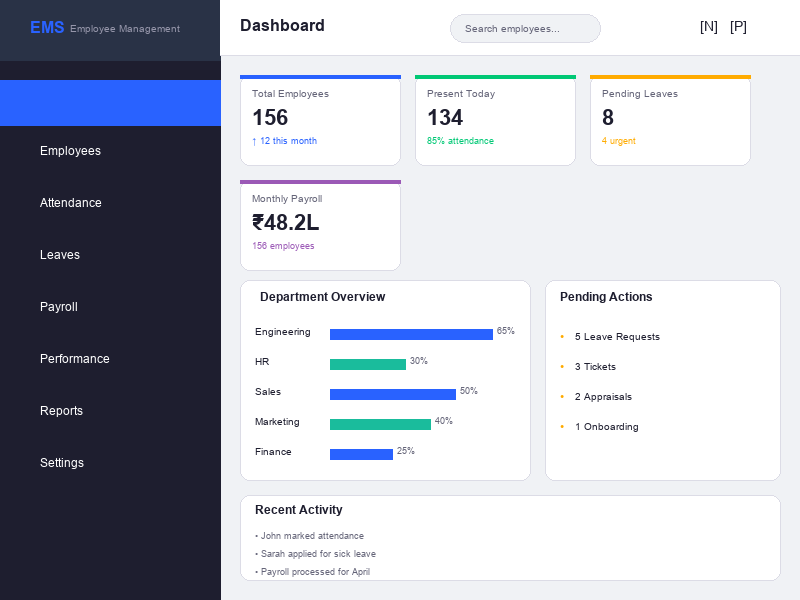 EMS Employee Management
Dashboard
Search employees...
[N] [P]
Employees
Attendance
Leaves
Payroll
Performance
Reports
Settings
Total Employees
156
↑ 12 this month
Present Today
134
85% attendance
Pending Leaves
8
4 urgent
Monthly Payroll
₹48.2L
156 employees
Department Overview
Engineering 65%
HR 30%
Sales 50%
Marketing 40%
Finance 25%
Pending Actions
• 5 Leave Requests
• 3 Tickets
• 2 Appraisals
• 1 Onboarding
Recent Activity
• John marked attendance
• Sarah applied for sick leave
• Payroll processed for April